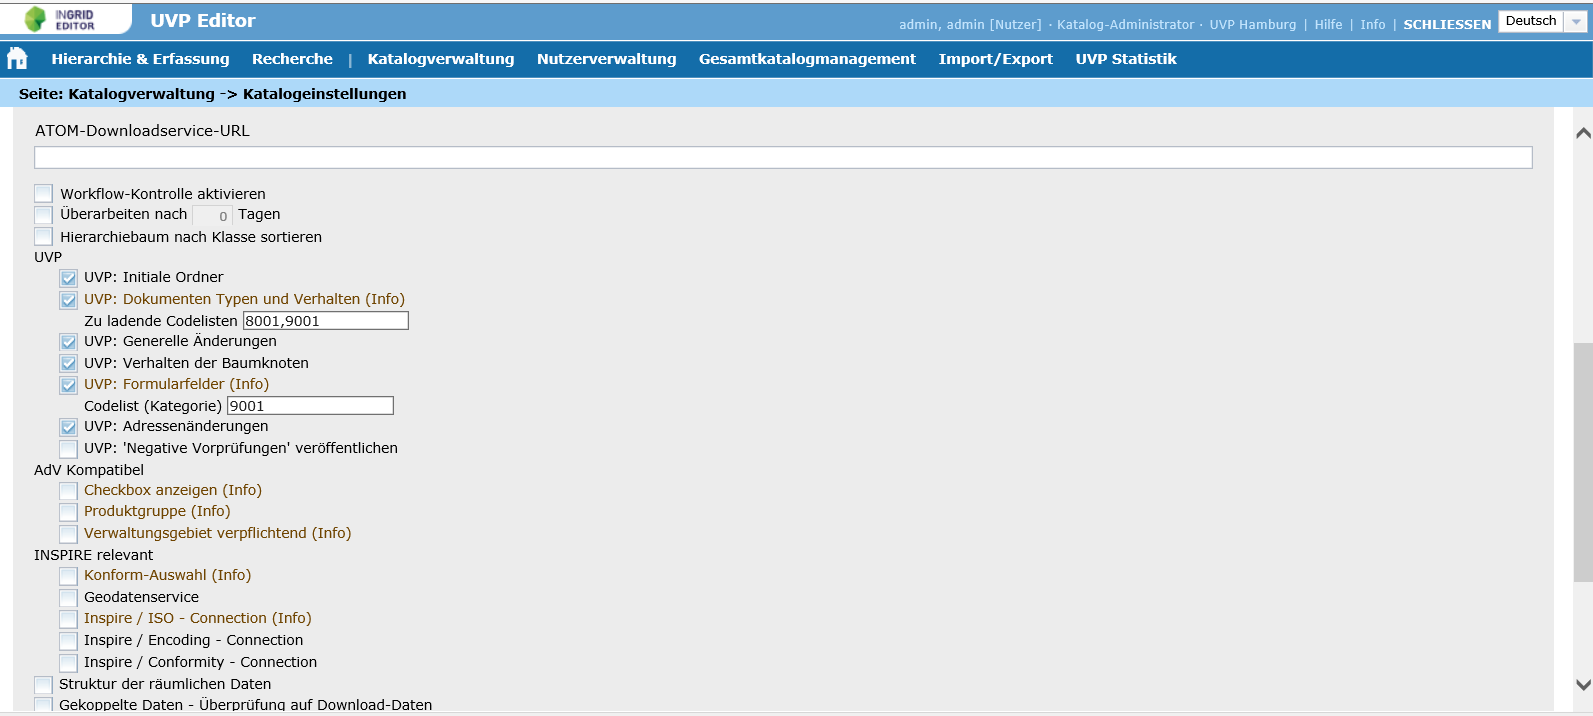 INGRID
EDITOR
UVP Editor
admin, admin [Nutzer] · Katalog-Administrator · UVP Hamburg | Hilfe | Info | SCHLIESSEN Deutsch
Hierarchie & Erfassung Recherche | Katalogverwaltung Nutzerverwaltung Gesamtkatalogmanagement Import/Export UVP Statistik
Seite: Katalogverwaltung -> Katalogeinstellungen
ATOM-Downloadservice-URL
Workflow-Kontrolle aktivieren
Überarbeiten nach 0 Tagen
Hierarchiebaum nach Klasse sortieren
UVP
UVP: Initiale Ordner
UVP: Dokumenten Typen und Verhalten (Info)
Zu ladende Codelisten 8001,9001
UVP: Generelle Änderungen
UVP: Verhalten der Baumknoten
UVP: Formularfelder (Info)
Codelist (Kategorie) 9001
UVP: Adressenänderungen
UVP: 'Negative Vorprüfungen' veröffentlichen
AdV Kompatibel
Checkbox anzeigen (Info)
Produktgruppe (Info)
Verwaltungsgebiet verpflichtend (Info)
INSPIRE relevant
Konform-Auswahl (Info)
Geodatenservice
Inspire / ISO - Connection (Info)
Inspire / Encoding - Connection
Inspire / Conformity - Connection
Struktur der räumlichen Daten
Gekoppelte Daten - Überprüfung auf Download-Daten